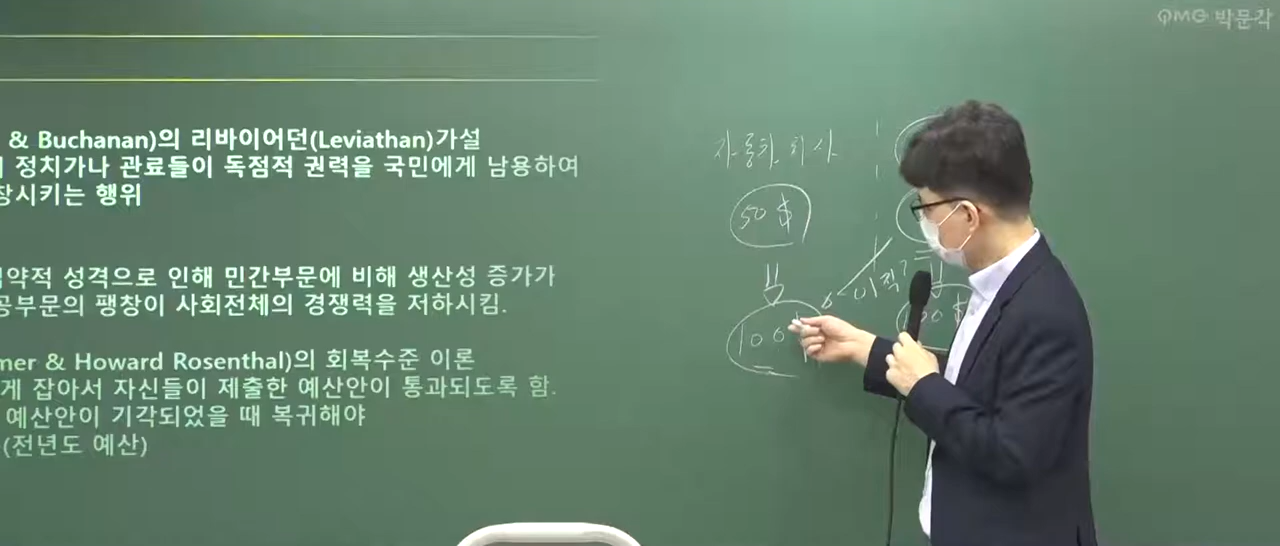 PMG 박문각
& Buchanan)의 리바이어던(Leviathan)가설
정치가나 관료들이 독점적 권력을 국민에게 남용하여
창시키는 행위
약적 성격으로 인해 민간부문에 비해 생산성 증가가
공부문의 팽창이 사회전체의 경쟁력을 저하시킴.
mer & Howard Rosenthal)의 회복수준 이론
게 잡아서 자신들이 제출한 예산안이 통과되도록 함.
예산안이 기각되었을 때 복귀해야
(전년도 예산)
자동차 회사
50 $
이직?
100
00 $